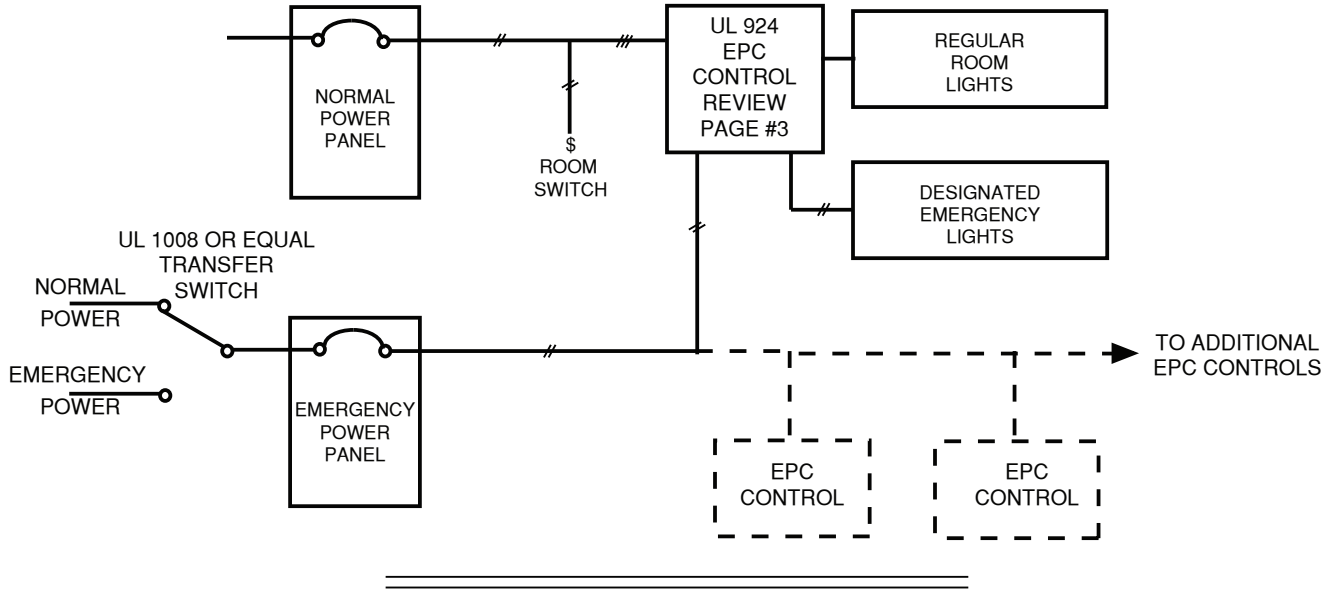 NORMAL
POWER
PANEL
$
ROOM
SWITCH
UL 924
EPC
CONTROL
REVIEW
PAGE #3
REGULAR
ROOM
LIGHTS
DESIGNATED
EMERGENCY
LIGHTS
UL 1008 OR EQUAL
TRANSFER
SWITCH
NORMAL
POWER
EMERGENCY
POWER
EMERGENCY
POWER
PANEL
TO ADDITIONAL
EPC CONTROLS
EPC
CONTROL
EPC
CONTROL